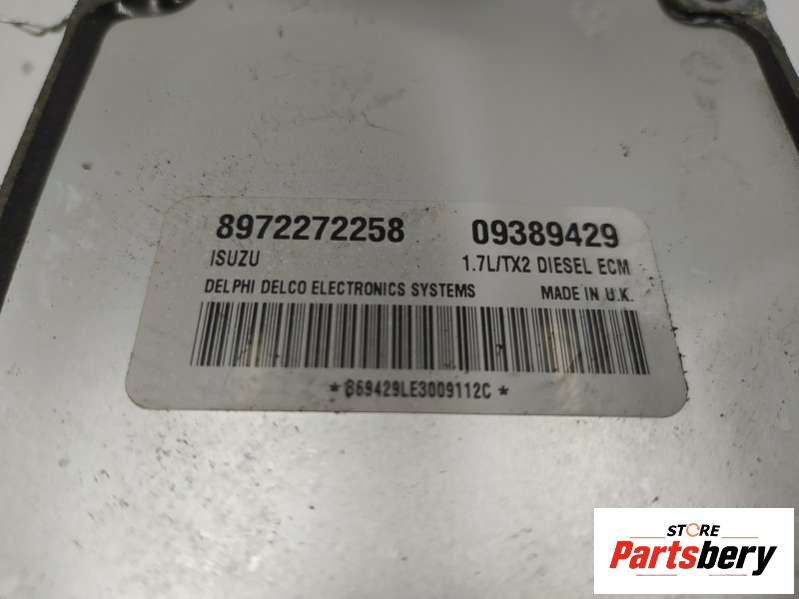 8972272258 09389429
ISUZU 1.7L/TX2 DIESEL ECM
DELPHI DELCO ELECTRONICS SYSTEMS MADE IN U.K.
*869429LE3009112C*
STORE
Partsbery